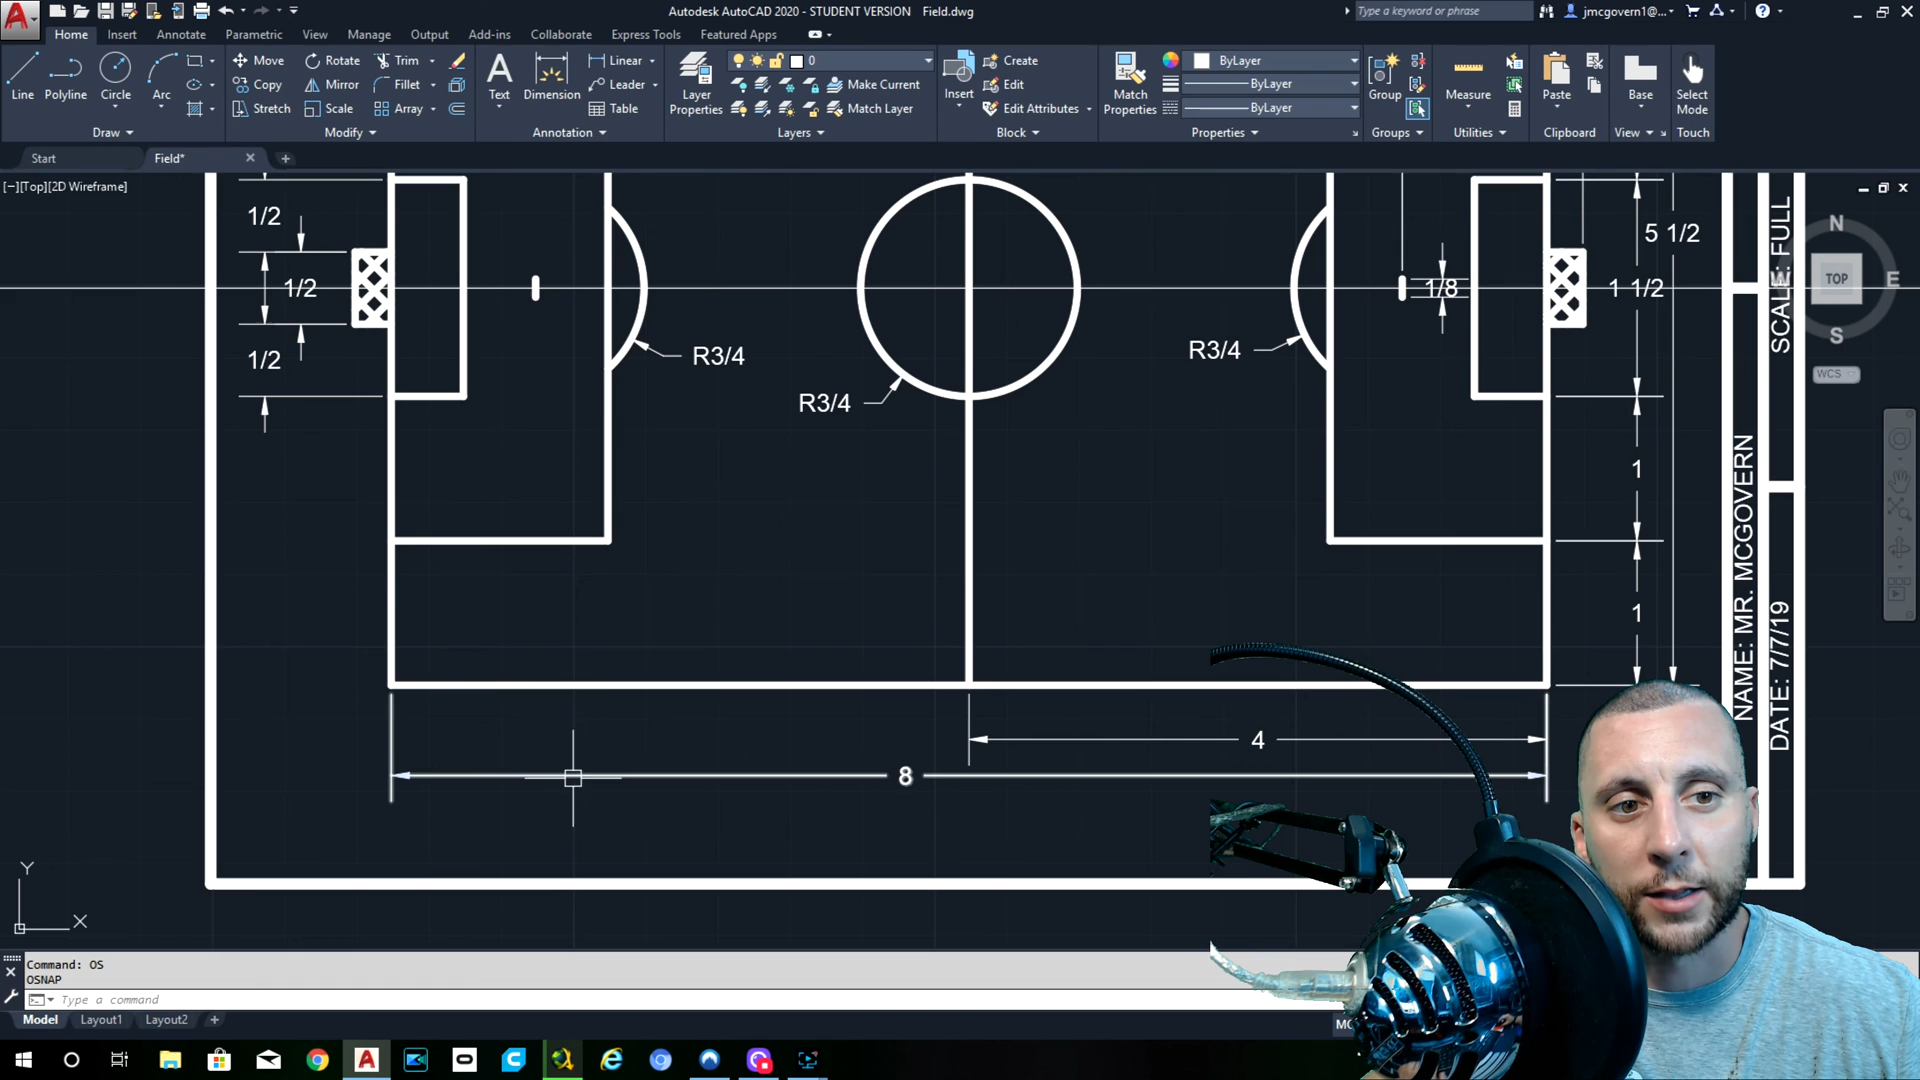 Autodesk AutoCAD 2020 - STUDENT VERSION Field.dwg
Type a keyword or phrase
jmcgovern1@...
Home Insert Annotate Parametric View Manage Output Add-ins Collaborate Express Tools Featured Apps
Line Polyline Circle Arc
Move Rotate Trim
Copy Mirror Fillet
Stretch Scale Array
Text Dimension
Linear
Leader
Table
Layer Properties
0
Make Current
Match Layer
Insert
Create
Edit
Edit Attributes
Match Properties
ByLayer
ByLayer
ByLayer
Group
Measure
Paste
Base
Select Mode
Draw Modify Annotation Layers Block Properties Groups Utilities Clipboard View Touch
Start Field*
[−][Top][2D Wireframe]
1/2
1/2
1/2
R3/4
R3/4
R3/4
1/8
5 1/2
1 1/2
1
1
4
8
SCALE: FULL
NAME: MR. MCGOVERN
DATE: 7/7/19
N
W
TOP
E
S
WCS
Y
X
Command: OS
OSNAP
Type a command
Model Layout1 Layout2